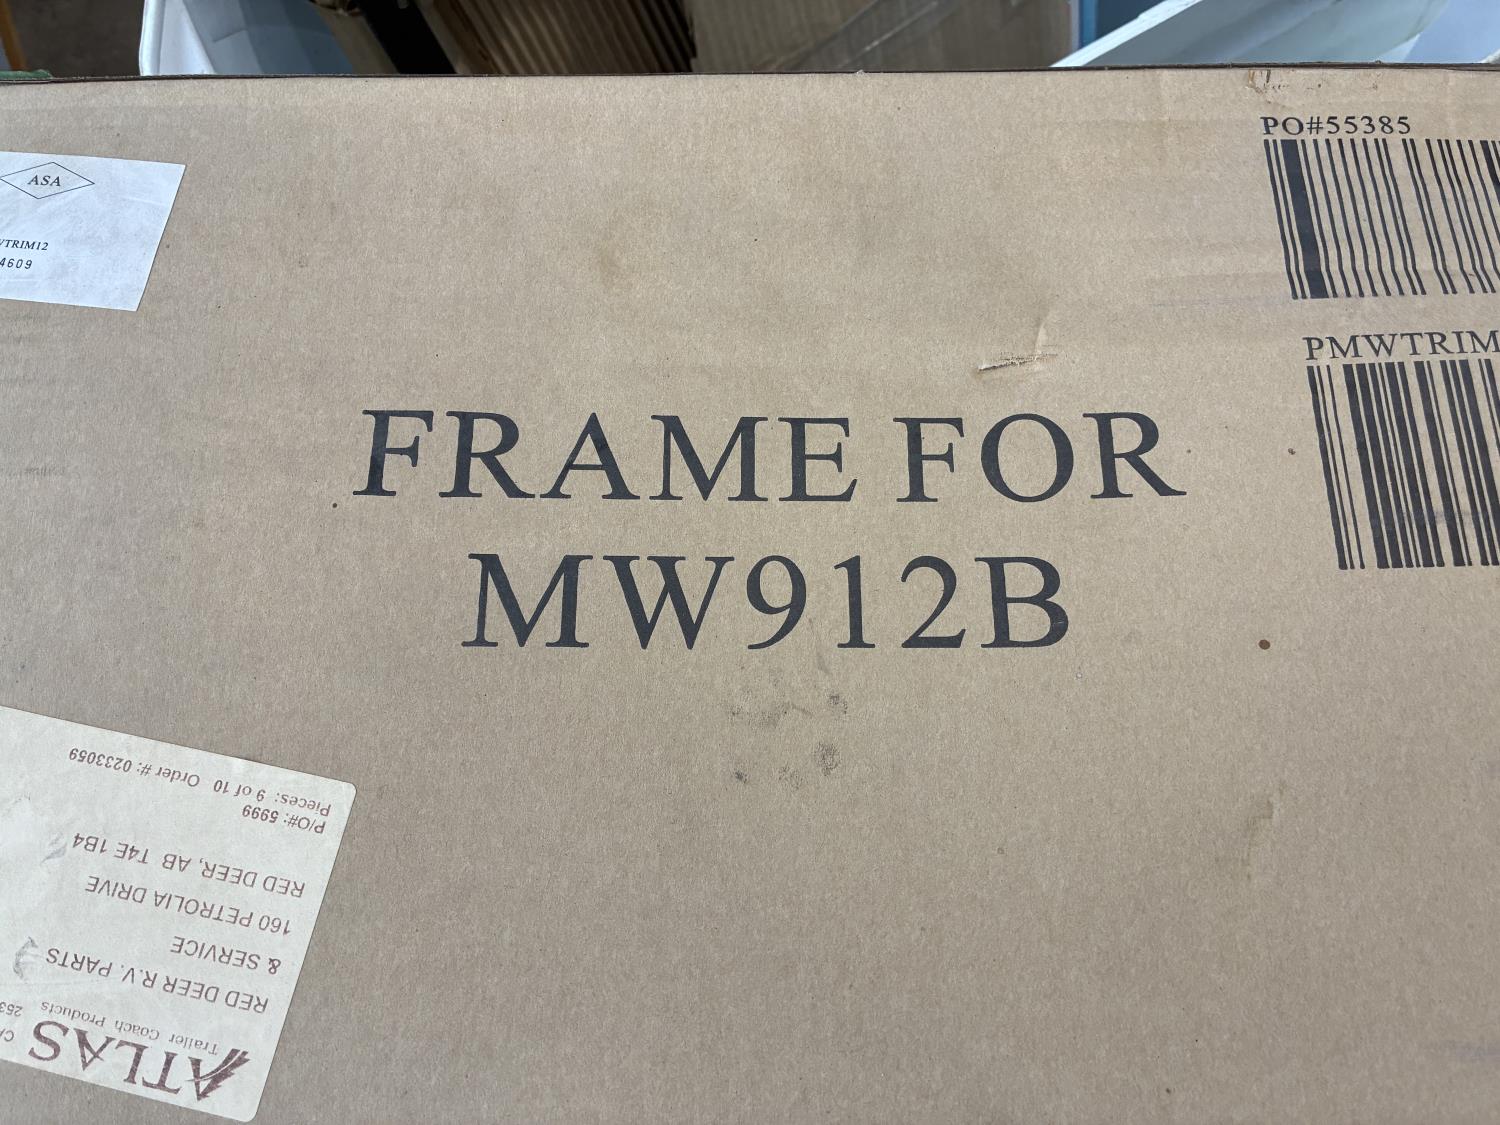 ASA
WTRIM12
4609
PO#55385
PMWTRIM
FRAME FOR
MW912B
ATLAS
Trailer Coach Products
RED DEER R.V. PARTS
& SERVICE
160 PETROLIA DRIVE
RED DEER, AB T4E 1B4
P/O#: 5999
Pieces: 9 of 10 Order #: 0233059